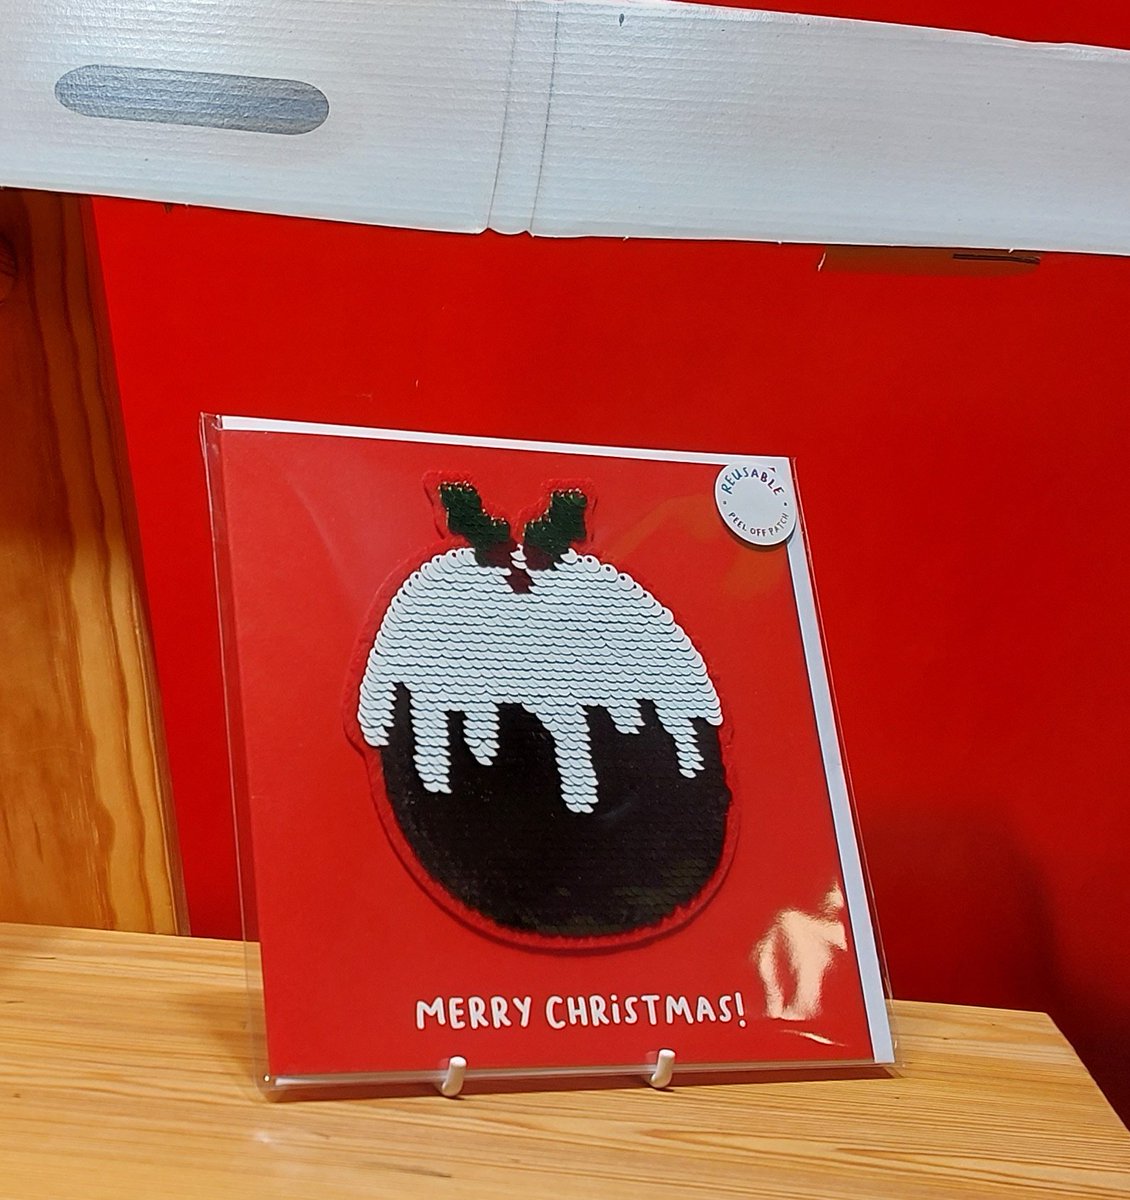 REUSABLE
PEEL OFF PATCH
MERRY CHRiSTMAS!